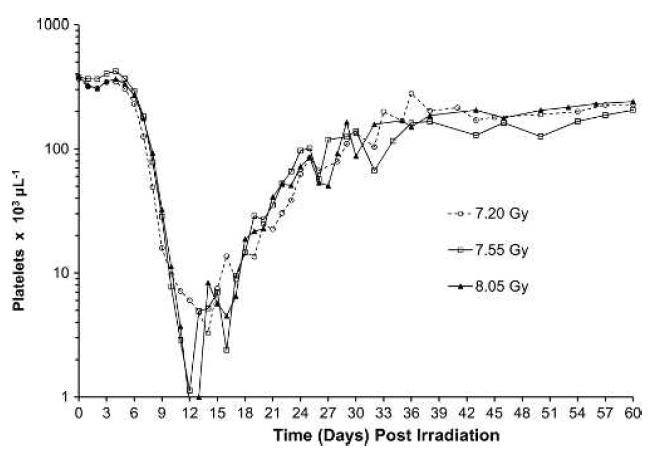 1000
100
10
1
Platelets x 10³ µL⁻¹
7.20 Gy
7.55 Gy
8.05 Gy
0 3 6 9 12 15 18 21 24 27 30 33 36 39 42 45 48 51 54 57 60
Time (Days) Post Irradiation